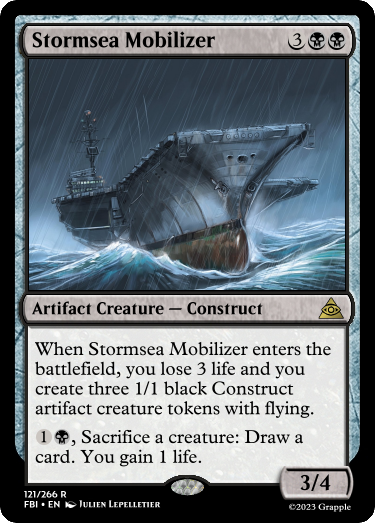 Stormsea Mobilizer 3
Artifact Creature — Construct
When Stormsea Mobilizer enters the
battlefield, you lose 3 life and you
create three 1/1 black Construct
artifact creature tokens with flying.
1, Sacrifice a creature: Draw a
card. You gain 1 life.
3/4
121/266 R
FBI • EN Julien Lepelletier
©2023 Grapple